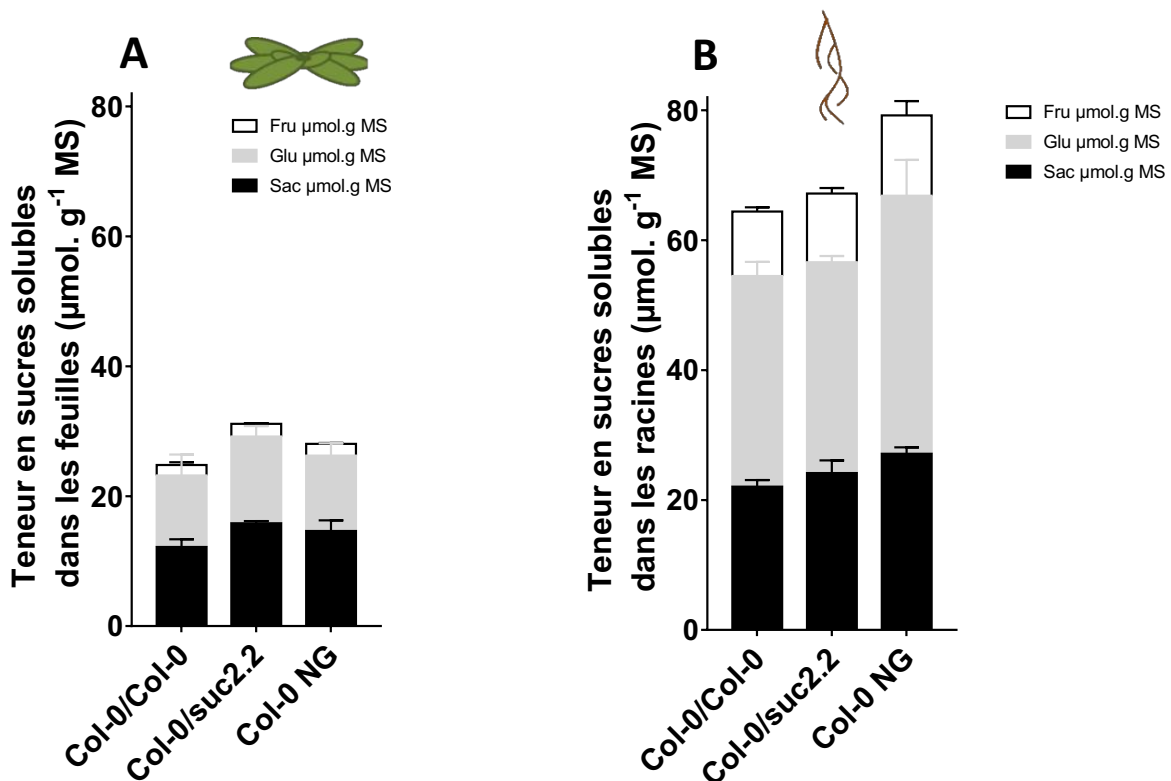 A
Teneur en sucres solubles
dans les feuilles (µmol. g-1 MS)
80
60
40
20
0
Fru µmol.g MS
Glu µmol.g MS
Sac µmol.g MS
Col-0/Col-0
Col-0/suc2.2
Col-0 NG
B
Teneur en sucres solubles
dans les racines (µmol. g-1 MS)
80
60
40
20
0
Fru µmol.g MS
Glu µmol.g MS
Sac µmol.g MS
Col-0/Col-0
Col-0/suc2.2
Col-0 NG